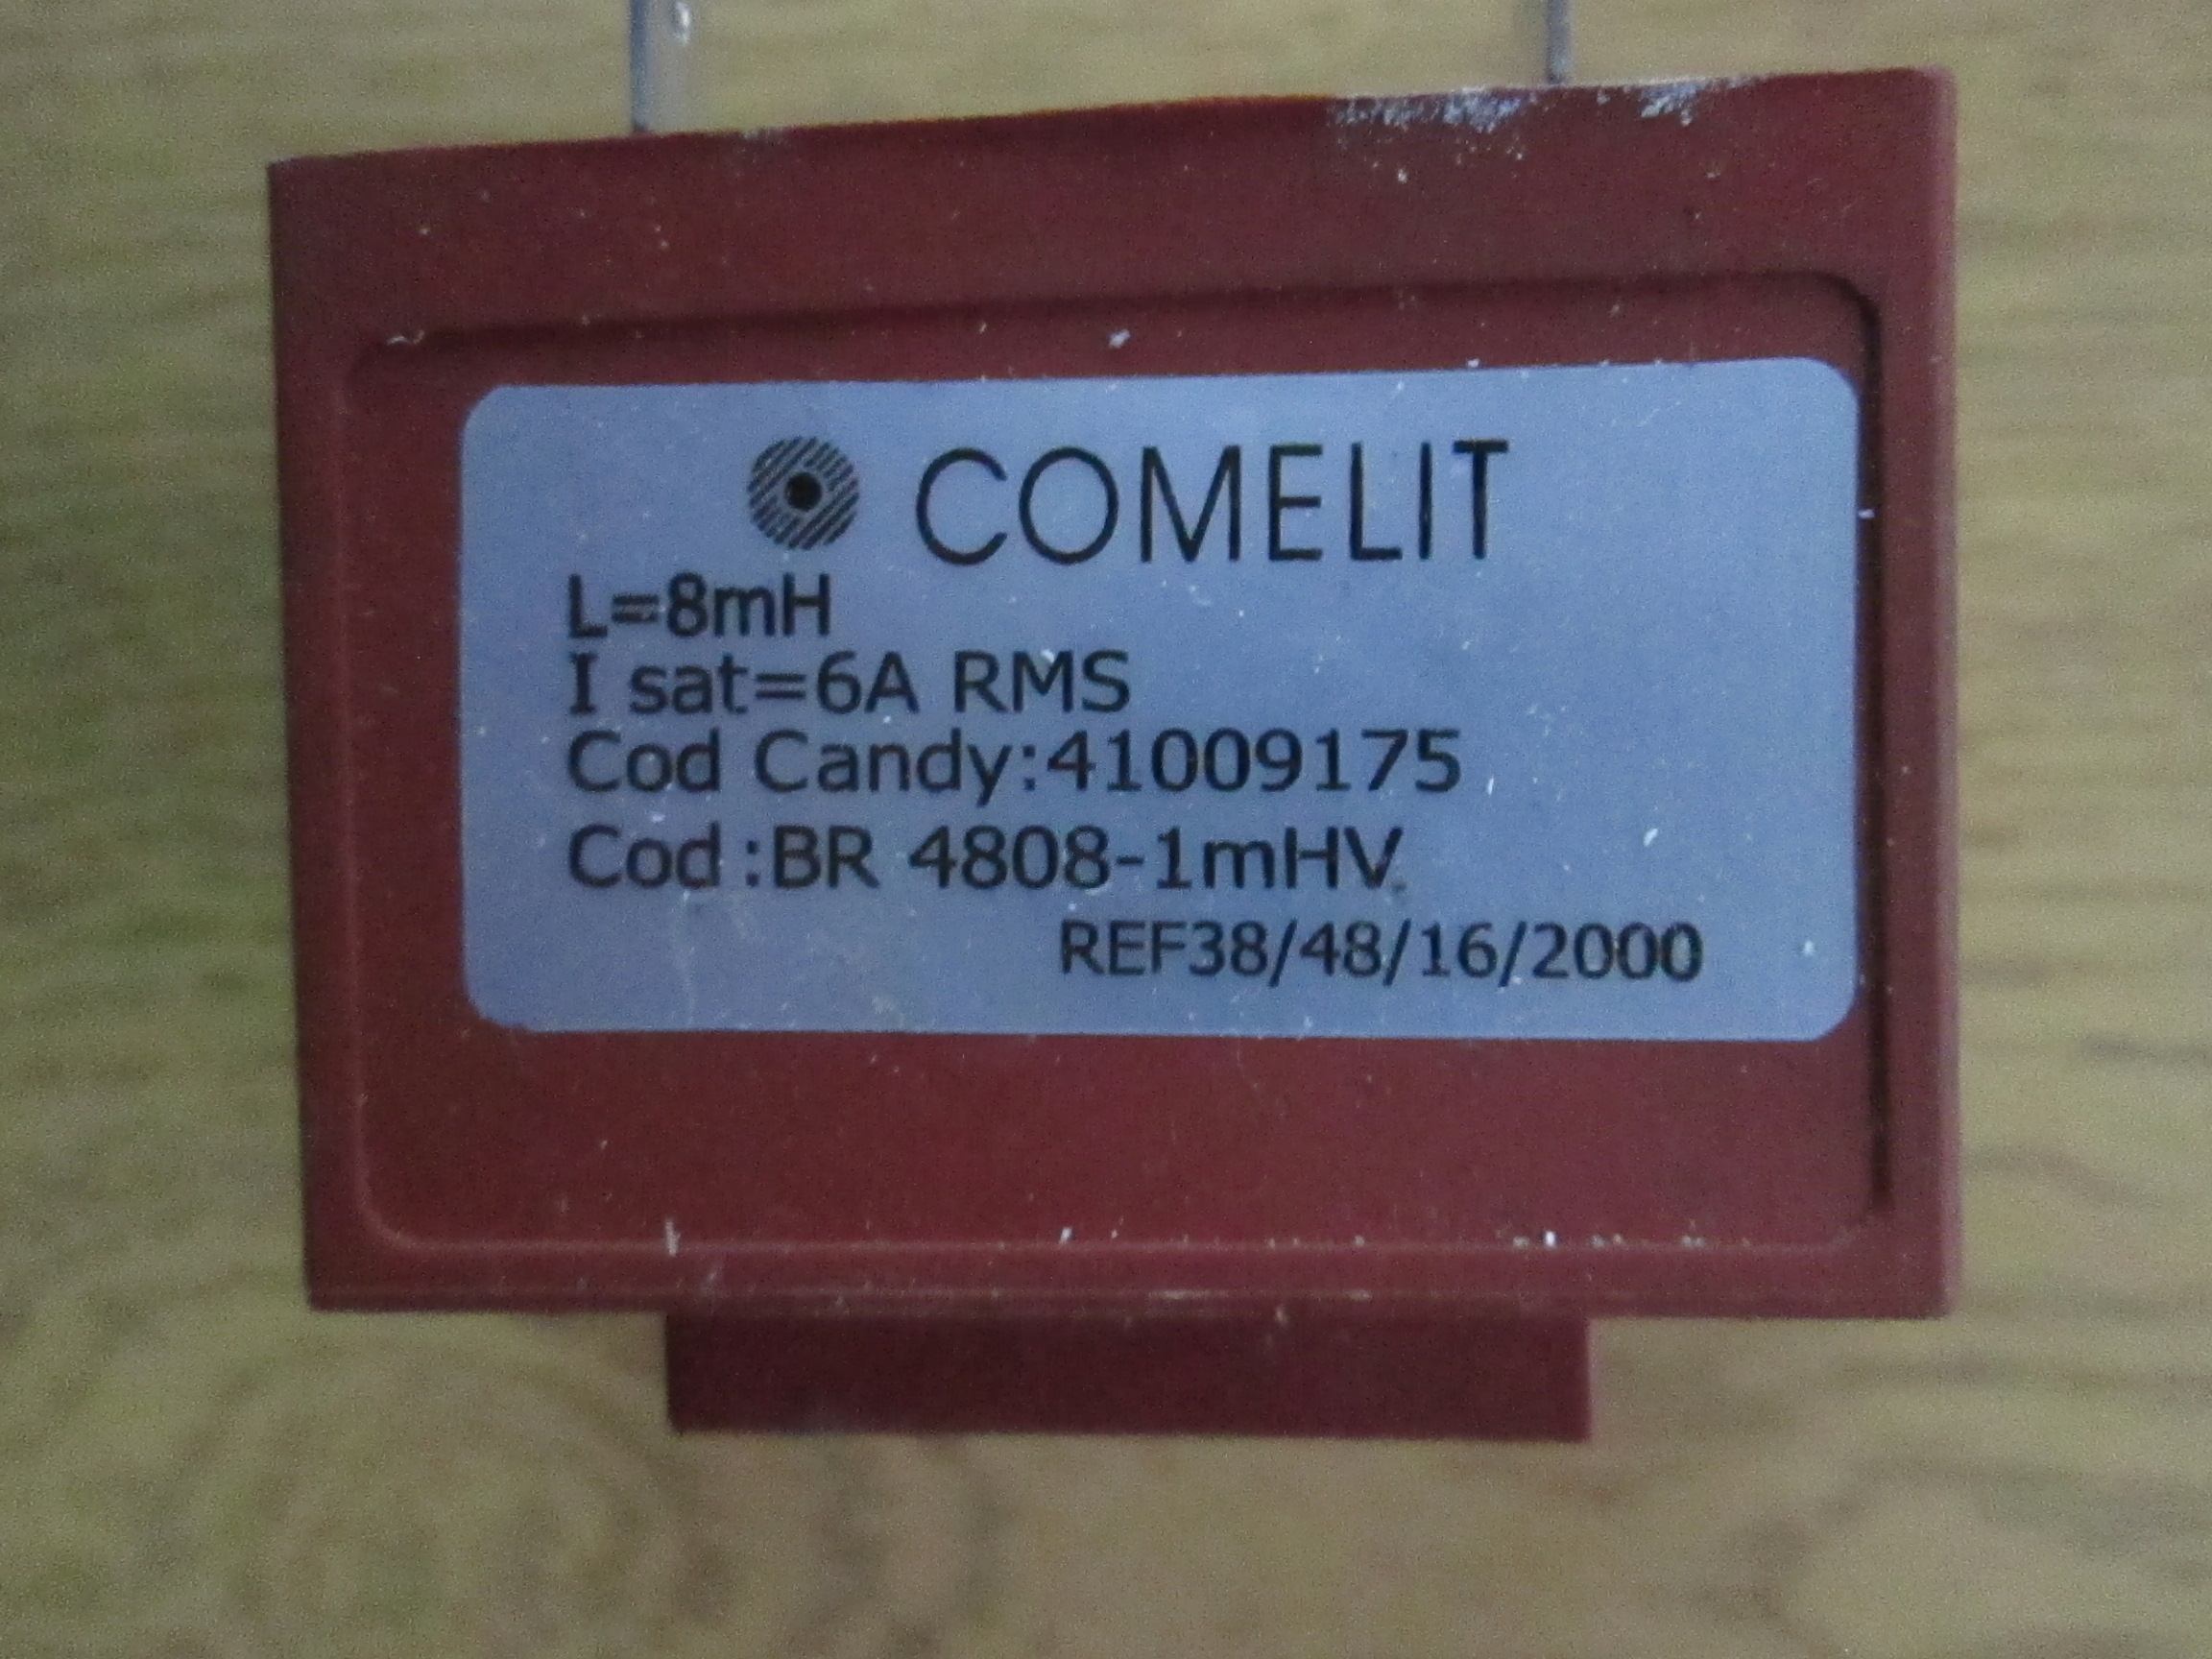 COMELIT
L=8mH
I sat=6A RMS
Cod Candy:41009175
Cod :BR 4808-1mHV
REF38/48/16/2000